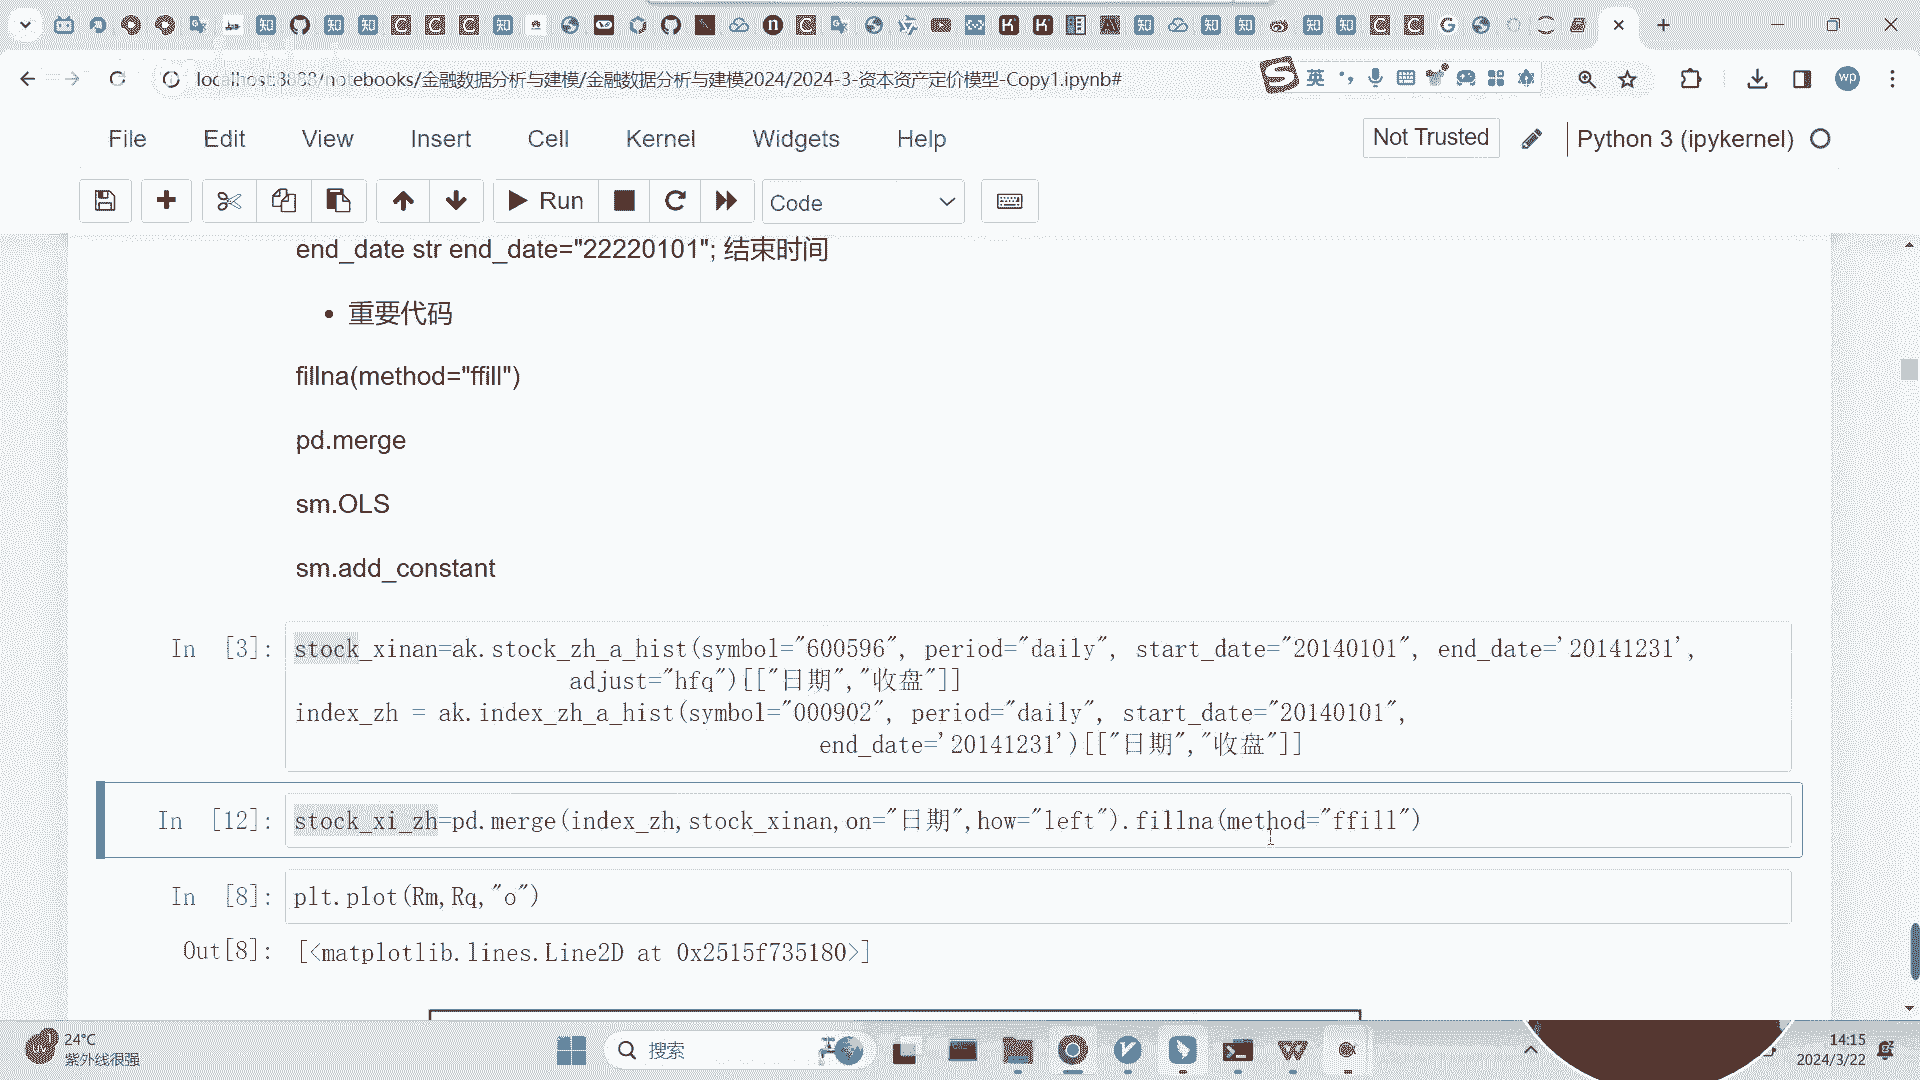 localhost:8888/notebooks/金融数据分析与建模/金融数据分析与建模2024/2024-3-资本资产定价模型-Copy1.ipynb#
英
wp
File Edit View Insert Cell Kernel Widgets Help
Not Trusted
Python 3 (ipykernel)
Run
Code
end_date str end_date="22220101"; 结束时间
• 重要代码
fillna(method="ffill")
pd.merge
sm.OLS
sm.add_constant
In [3]: stock_xinan=ak.stock_zh_a_hist(symbol="600596", period="daily", start_date="20140101", end_date='20141231',
adjust="hfq")[["日期","收盘"]]
index_zh = ak.index_zh_a_hist(symbol="000902", period="daily", start_date="20140101",
end_date='20141231')[["日期","收盘"]]
In [12]: stock_xi_zh=pd.merge(index_zh,stock_xinan,on="日期",how="left").fillna(method="ffill")
In [8]: plt.plot(Rm,Rq,"o")
Out[8]: [<matplotlib.lines.Line2D at 0x2515f735180>]
24°C
紫外线很强
搜索
14:15
2024/3/22